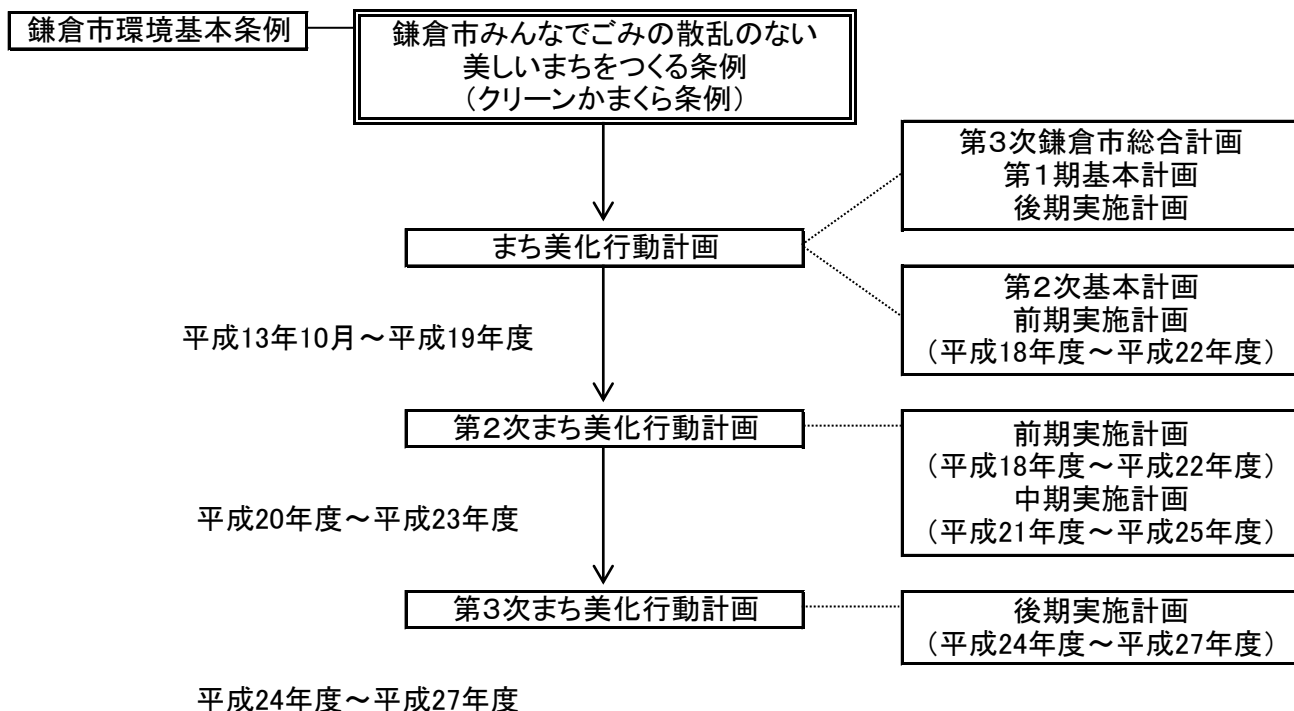 鎌倉市環境基本条例
鎌倉市みんなでごみの散乱のない
美しいまちをつくる条例
（クリーンかまくら条例）
第３次鎌倉市総合計画
第１期基本計画
後期実施計画
まち美化行動計画
第２次基本計画
前期実施計画
（平成18年度～平成22年度）
平成13年10月～平成19年度
第２次まち美化行動計画
前期実施計画
（平成18年度～平成22年度）
中期実施計画
（平成21年度～平成25年度）
平成20年度～平成23年度
第３次まち美化行動計画
後期実施計画
（平成24年度～平成27年度）
平成24年度～平成27年度